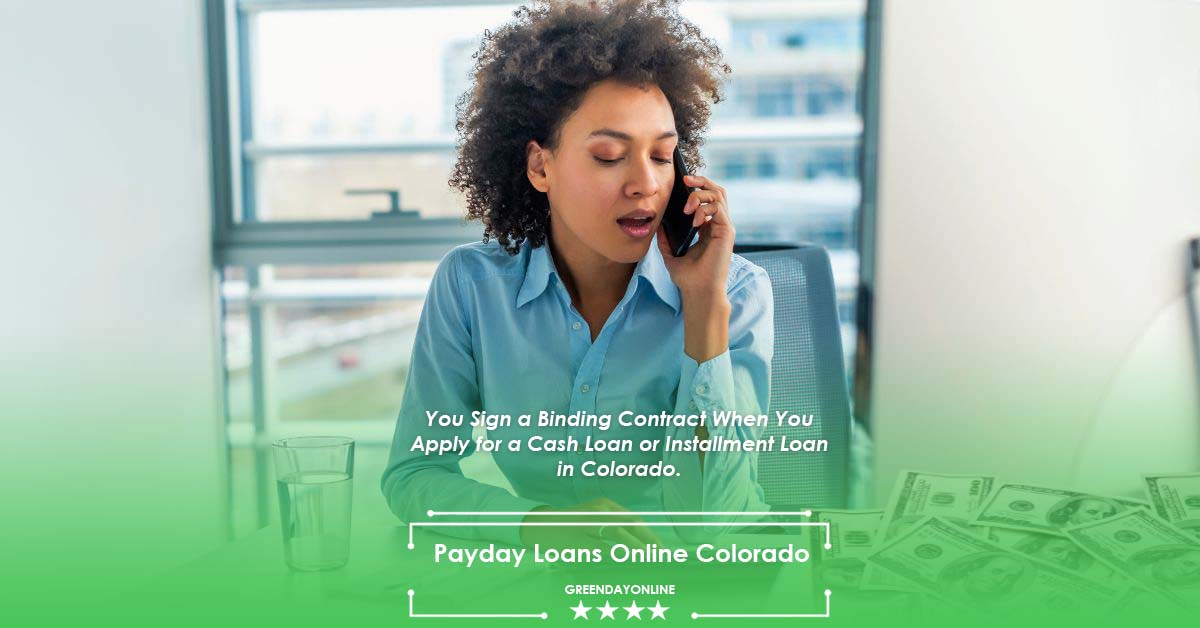 You Sign a Binding Contract When You
Apply for a Cash Loan or Installment Loan
in Colorado.
Payday Loans Online Colorado
GREENDAYONLINE